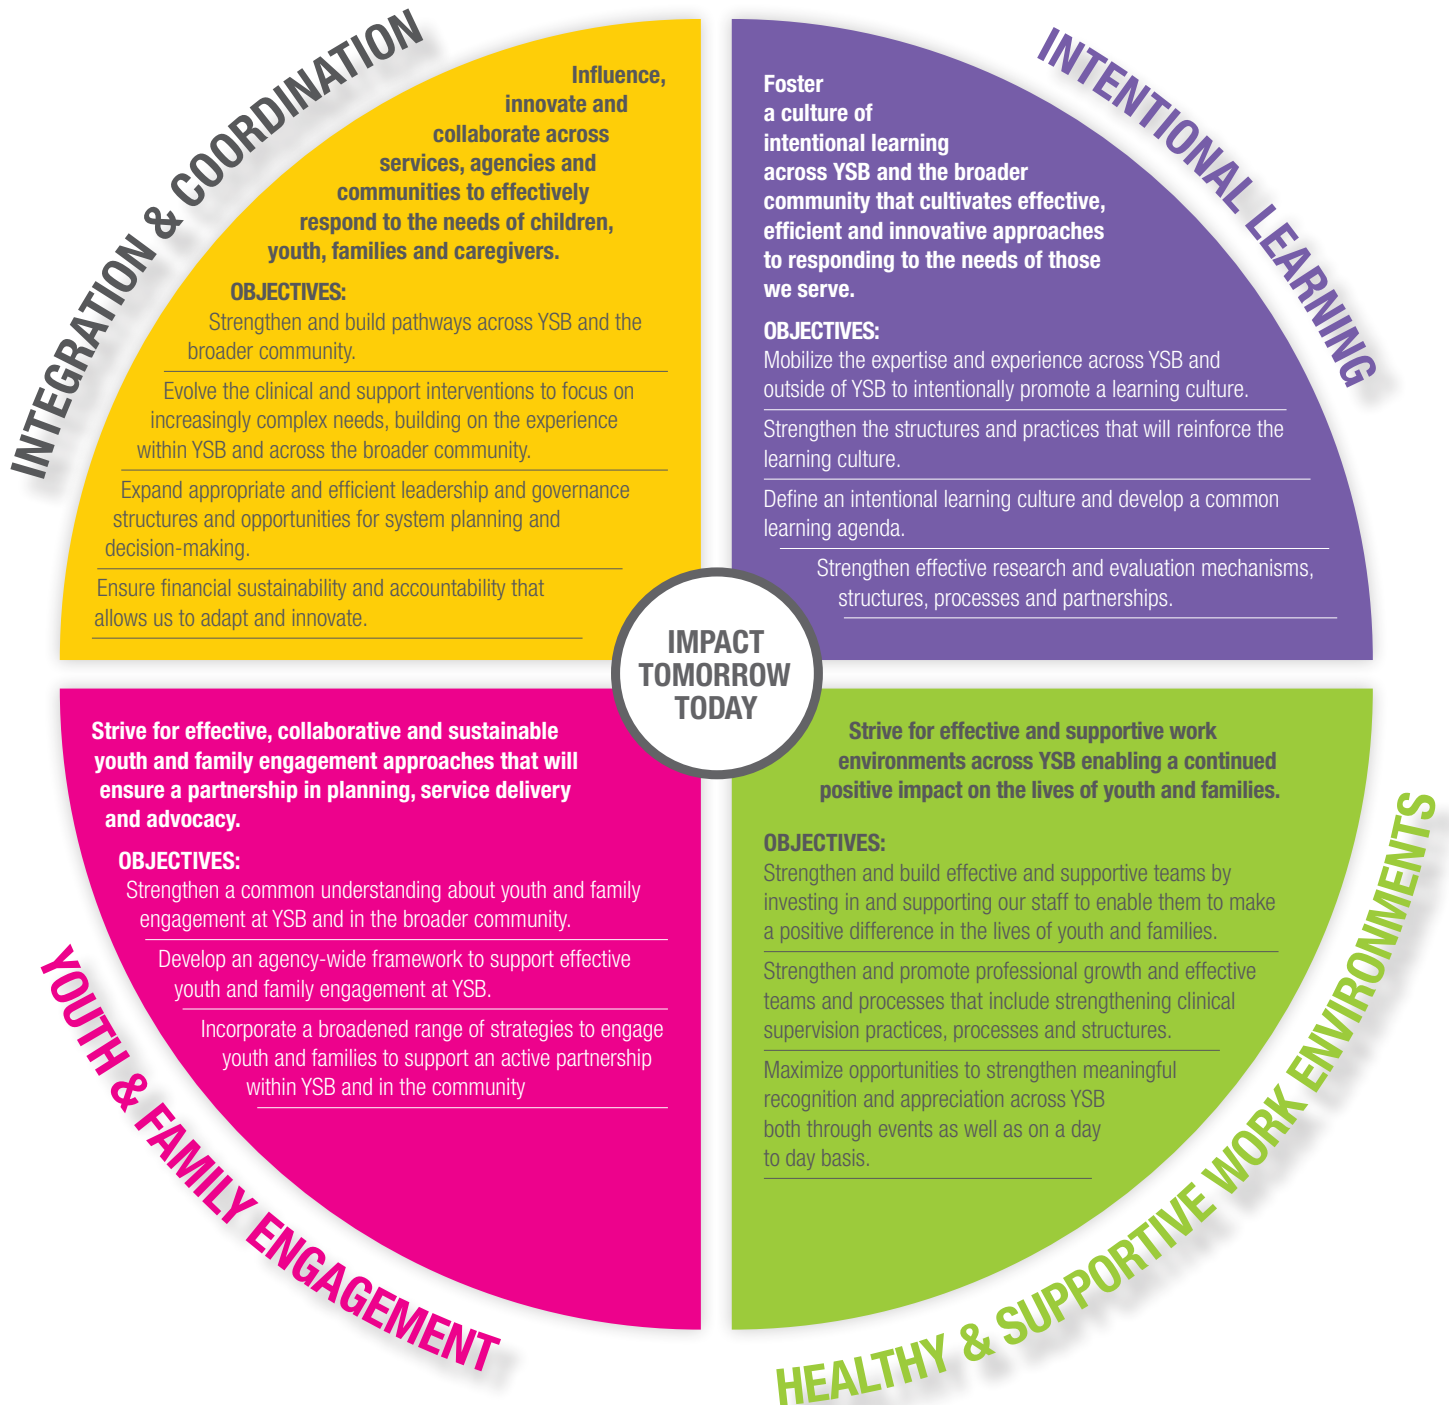 INTEGRATION & COORDINATION
Influence,
innovate and
collaborate across
services, agencies and
communities to effectively
respond to the needs of children,
youth, families and caregivers.
OBJECTIVES:
Strengthen and build pathways across YSB and the
broader community.
Evolve the clinical and support interventions to focus on
increasingly complex needs, building on the experience
within YSB and across the broader community.
Expand appropriate and efficient leadership and governance
structures and opportunities for system planning and
decision-making.
Ensure financial sustainability and accountability that
allows us to adapt and innovate.
INTENTIONAL LEARNING
Foster
a culture of
intentional learning
across YSB and the broader
community that cultivates effective,
efficient and innovative approaches
to responding to the needs of those
we serve.
OBJECTIVES:
Mobilize the expertise and experience across YSB and
outside of YSB to intentionally promote a learning culture.
Strengthen the structures and practices that will reinforce the
learning culture.
Define an intentional learning culture and develop a common
learning agenda.
Strengthen effective research and evaluation mechanisms,
structures, processes and partnerships.
IMPACT
TOMORROW
TODAY
Strive for effective, collaborative and sustainable
youth and family engagement approaches that will
ensure a partnership in planning, service delivery
and advocacy.
OBJECTIVES:
Strengthen a common understanding about youth and family
engagement at YSB and in the broader community.
Develop an agency-wide framework to support effective
youth and family engagement at YSB.
Incorporate a broadened range of strategies to engage
youth and families to support an active partnership
within YSB and in the community
YOUTH & FAMILY ENGAGEMENT
Strive for effective and supportive work
environments across YSB enabling a continued
positive impact on the lives of youth and families.
OBJECTIVES:
Strengthen and build effective and supportive teams by
investing in and supporting our staff to enable them to make
a positive difference in the lives of youth and families.
Strengthen and promote professional growth and effective
teams and processes that include strengthening clinical
supervision practices, processes and structures.
Maximize opportunities to strengthen meaningful
recognition and appreciation across YSB
both through events as well as on a day
to day basis.
HEALTHY & SUPPORTIVE WORK ENVIRONMENTS